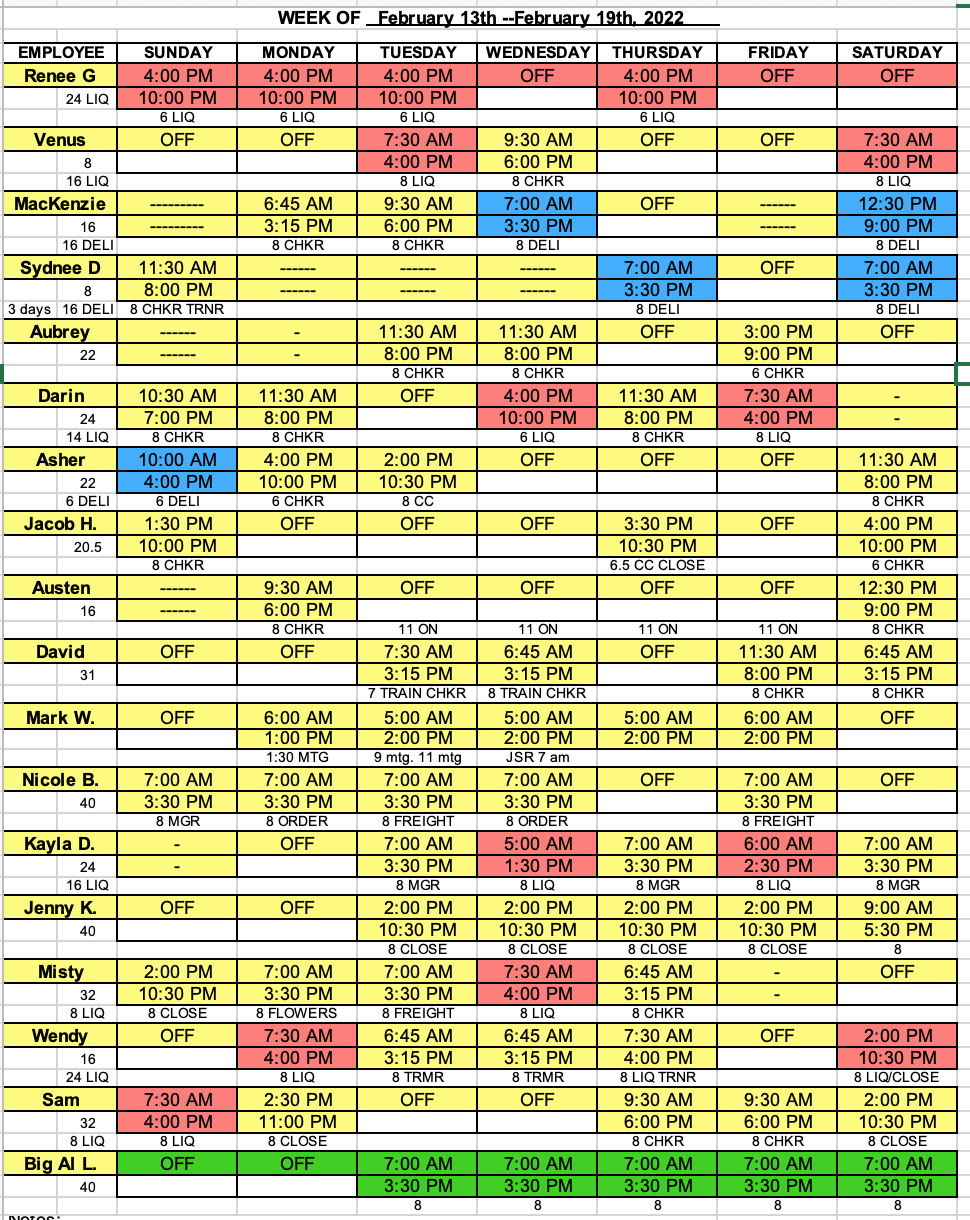 WEEK OF February 13th --February 19th, 2022
EMPLOYEE SUNDAY MONDAY TUESDAY WEDNESDAY THURSDAY FRIDAY SATURDAY
Renee G 4:00 PM 4:00 PM 4:00 PM OFF 4:00 PM OFF OFF
24 LIQ 10:00 PM 10:00 PM 10:00 PM 10:00 PM
6 LIQ 6 LIQ 6 LIQ 6 LIQ
Venus OFF OFF 7:30 AM 9:30 AM OFF OFF 7:30 AM
8 4:00 PM 6:00 PM 4:00 PM
16 LIQ 8 LIQ 8 CHKR 8 LIQ
MacKenzie --------- 6:45 AM 9:30 AM 7:00 AM OFF ------ 12:30 PM
16 --------- 3:15 PM 6:00 PM 3:30 PM ------ 9:00 PM
16 DELI 8 CHKR 8 CHKR 8 DELI 8 DELI
Sydnee D 11:30 AM ------ ------ ------ 7:00 AM OFF 7:00 AM
8 8:00 PM ------ ------ ------ 3:30 PM 3:30 PM
3 days 16 DELI 8 CHKR TRNR 8 DELI 8 DELI
Aubrey ------ - 11:30 AM 11:30 AM OFF 3:00 PM OFF
22 ------ - 8:00 PM 8:00 PM 9:00 PM
8 CHKR 8 CHKR 6 CHKR
Darin 10:30 AM 11:30 AM OFF 4:00 PM 11:30 AM 7:30 AM -
24 7:00 PM 8:00 PM 10:00 PM 8:00 PM 4:00 PM -
14 LIQ 8 CHKR 8 CHKR 6 LIQ 8 CHKR 8 LIQ
Asher 10:00 AM 4:00 PM 2:00 PM OFF OFF OFF 11:30 AM
22 4:00 PM 10:00 PM 10:30 PM 8:00 PM
6 DELI 6 DELI 6 CHKR 8 CC 8 CHKR
Jacob H. 1:30 PM OFF OFF OFF 3:30 PM OFF 4:00 PM
20.5 10:00 PM 10:30 PM 10:00 PM
8 CHKR 6.5 CC CLOSE 6 CHKR
Austen ------ 9:30 AM OFF OFF OFF OFF 12:30 PM
16 ------ 6:00 PM 9:00 PM
8 CHKR 11 ON 11 ON 11 ON 11 ON 8 CHKR
David OFF OFF 7:30 AM 6:45 AM OFF 11:30 AM 6:45 AM
31 3:15 PM 3:15 PM 8:00 PM 3:15 PM
7 TRAIN CHKR 8 TRAIN CHKR 8 CHKR 8 CHKR
Mark W. OFF 6:00 AM 5:00 AM 5:00 AM 5:00 AM 6:00 AM OFF
1:00 PM 2:00 PM 2:00 PM 2:00 PM 2:00 PM
1:30 MTG 9 mtg. 11 mtg JSR 7 am
Nicole B. 7:00 AM 7:00 AM 7:00 AM 7:00 AM OFF 7:00 AM OFF
40 3:30 PM 3:30 PM 3:30 PM 3:30 PM 3:30 PM
8 MGR 8 ORDER 8 FREIGHT 8 ORDER 8 FREIGHT
Kayla D. - OFF 7:00 AM 5:00 AM 7:00 AM 6:00 AM 7:00 AM
24 - 3:30 PM 1:30 PM 3:30 PM 2:30 PM 3:30 PM
16 LIQ 8 MGR 8 LIQ 8 MGR 8 LIQ 8 MGR
Jenny K. OFF OFF 2:00 PM 2:00 PM 2:00 PM 2:00 PM 9:00 AM
40 10:30 PM 10:30 PM 10:30 PM 10:30 PM 5:30 PM
8 CLOSE 8 CLOSE 8 CLOSE 8 CLOSE 8
Misty 2:00 PM 7:00 AM 7:00 AM 7:30 AM 6:45 AM - OFF
32 10:30 PM 3:30 PM 3:30 PM 4:00 PM 3:15 PM -
8 LIQ 8 CLOSE 8 FLOWERS 8 FREIGHT 8 LIQ 8 CHKR
Wendy OFF 7:30 AM 6:45 AM 6:45 AM 7:30 AM OFF 2:00 PM
16 4:00 PM 3:15 PM 3:15 PM 4:00 PM 10:30 PM
24 LIQ 8 LIQ 8 TRMR 8 TRMR 8 LIQ TRNR 8 LIQ/CLOSE
Sam 7:30 AM 2:30 PM OFF OFF 9:30 AM 9:30 AM 2:00 PM
32 4:00 PM 11:00 PM 6:00 PM 6:00 PM 10:30 PM
8 LIQ 8 LIQ 8 CLOSE 8 CHKR 8 CHKR 8 CLOSE
Big Al L. OFF OFF 7:00 AM 7:00 AM 7:00 AM 7:00 AM 7:00 AM
40 3:30 PM 3:30 PM 3:30 PM 3:30 PM 3:30 PM
8 8 8 8 8